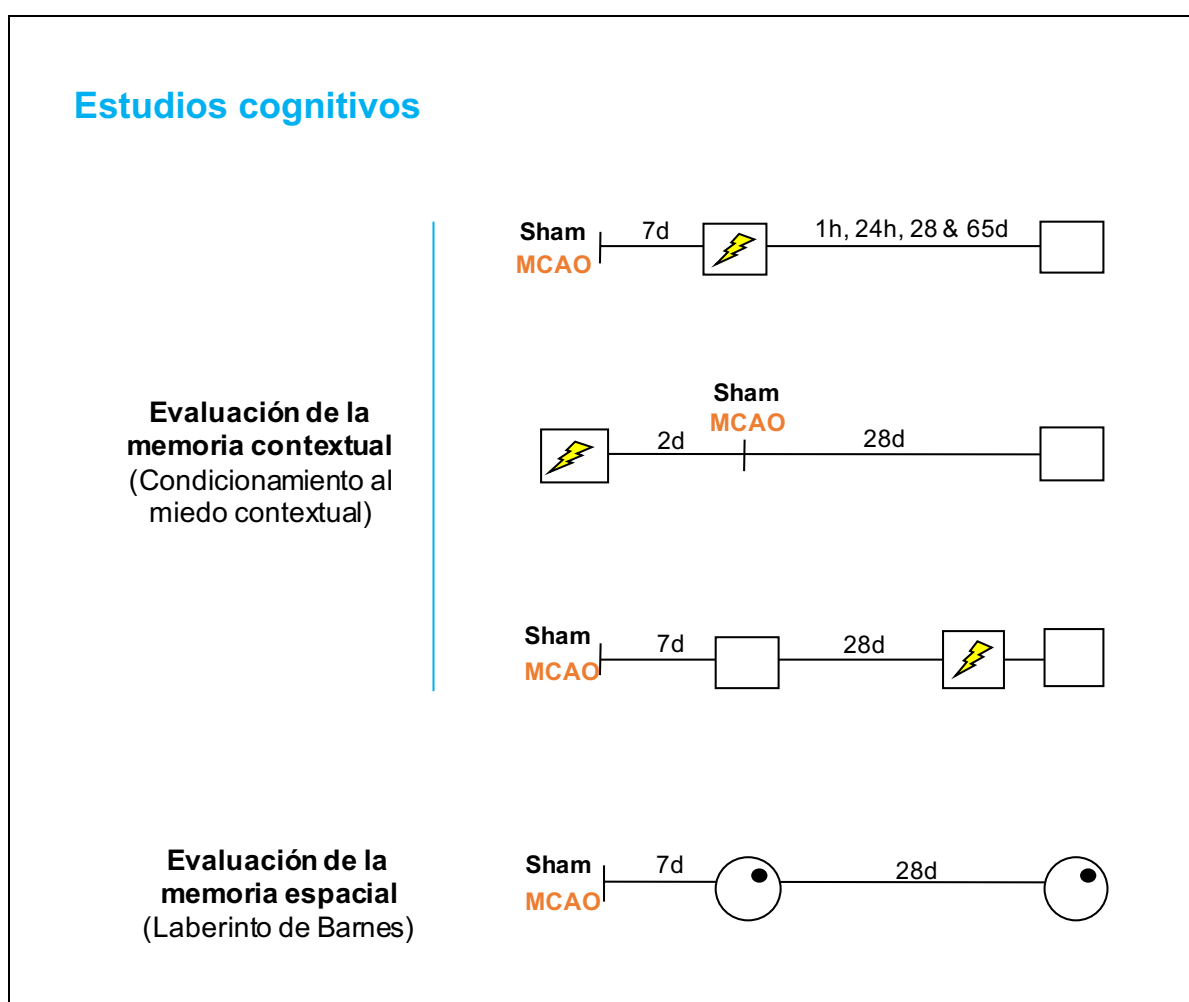 Estudios cognitivos
Sham
MCAO
7d
1h, 24h, 28 & 65d
Evaluación de la
memoria contextual
(Condicionamiento al
miedo contextual)
2d
Sham
MCAO
28d
Sham
MCAO
7d
28d
Evaluación de la
memoria espacial
(Laberinto de Barnes)
Sham
MCAO
7d
28d